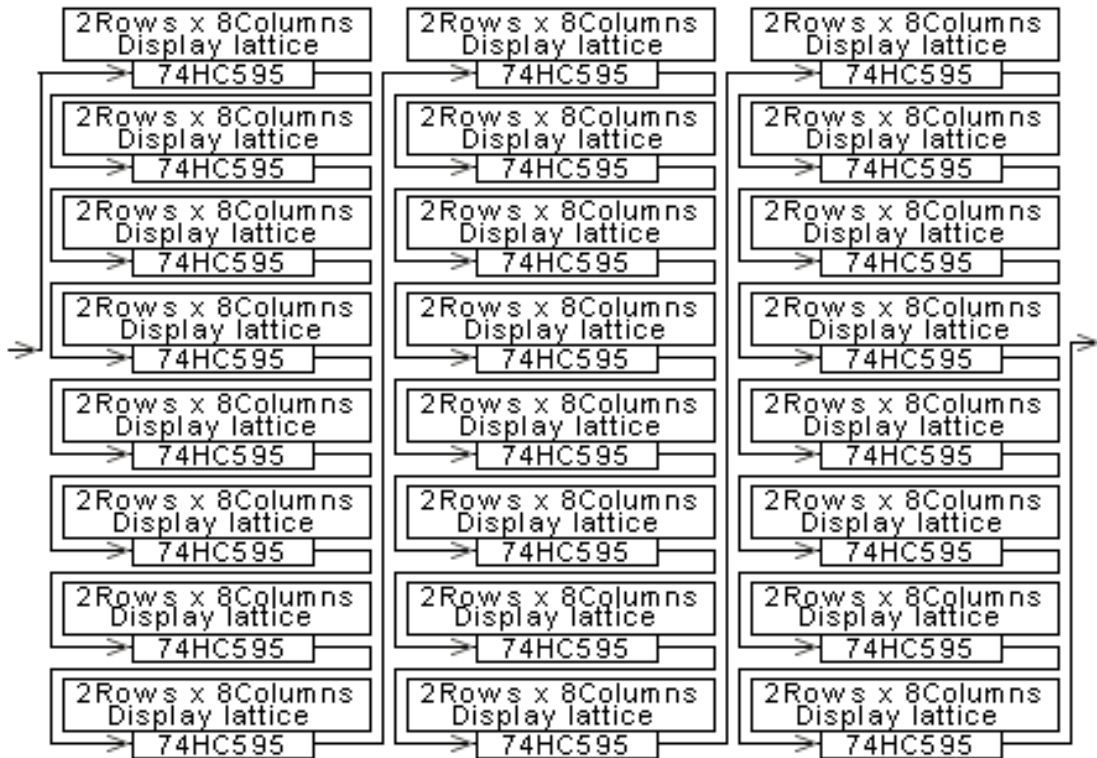 2Rows x 8Columns
Display lattice
74HC595
2Rows x 8Columns
Display lattice
74HC595
2Rows x 8Columns
Display lattice
74HC595
2Rows x 8Columns
Display lattice
74HC595
2Rows x 8Columns
Display lattice
74HC595
2Rows x 8Columns
Display lattice
74HC595
2Rows x 8Columns
Display lattice
74HC595
2Rows x 8Columns
Display lattice
74HC595
2Rows x 8Columns
Display lattice
74HC595
2Rows x 8Columns
Display lattice
74HC595
2Rows x 8Columns
Display lattice
74HC595
2Rows x 8Columns
Display lattice
74HC595
2Rows x 8Columns
Display lattice
74HC595
2Rows x 8Columns
Display lattice
74HC595
2Rows x 8Columns
Display lattice
74HC595
2Rows x 8Columns
Display lattice
74HC595
2Rows x 8Columns
Display lattice
74HC595
2Rows x 8Columns
Display lattice
74HC595
2Rows x 8Columns
Display lattice
74HC595
2Rows x 8Columns
Display lattice
74HC595
2Rows x 8Columns
Display lattice
74HC595
2Rows x 8Columns
Display lattice
74HC595
2Rows x 8Columns
Display lattice
74HC595
2Rows x 8Columns
Display lattice
74HC595